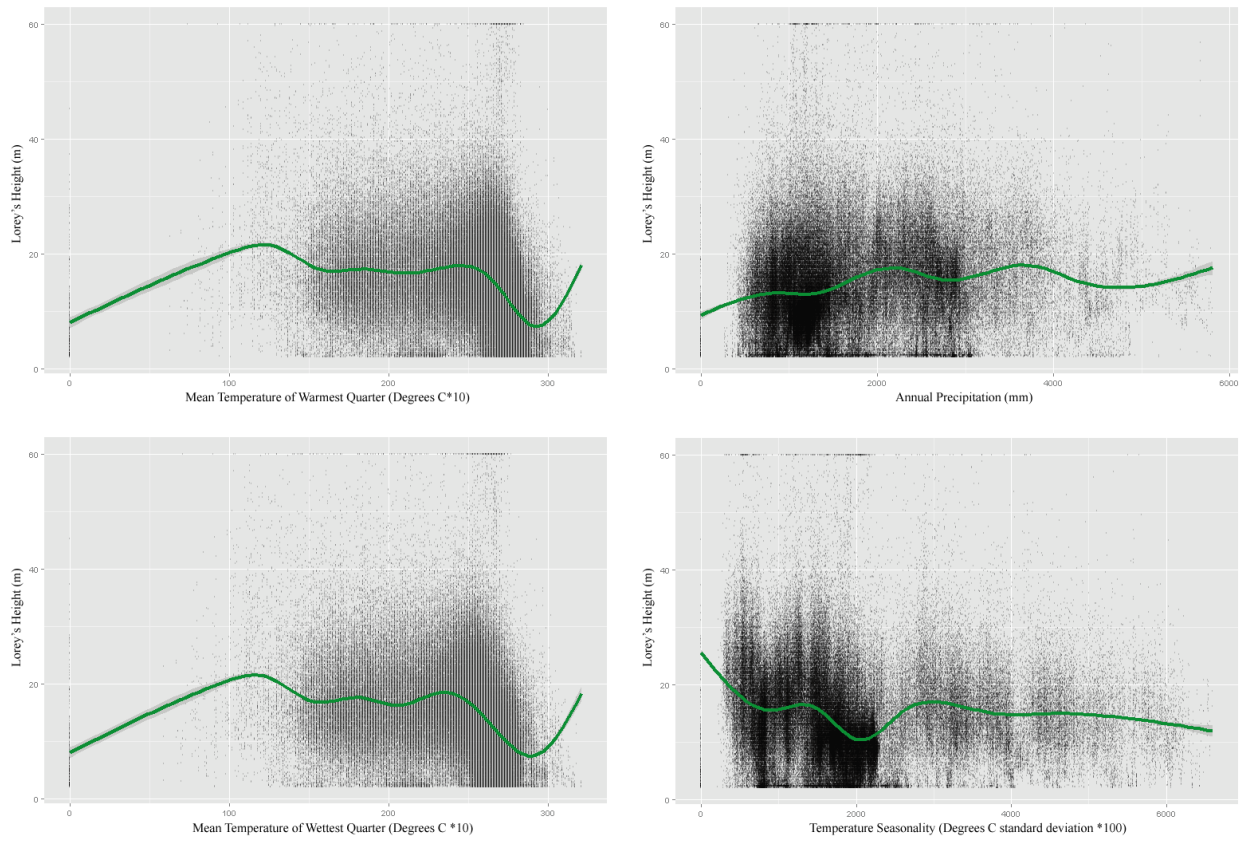 60
40
20
0
Lorey's Height (m)
0 100 200 300
Mean Temperature of Warmest Quarter (Degrees C*10)
60
40
20
0
Lorey's Height (m)
0 2000 4000 6000
Annual Precipitation (mm)
60
40
20
0
Lorey's Height (m)
0 100 200 300
Mean Temperature of Wettest Quarter (Degrees C *10)
60
40
20
0
Lorey's Height (m)
0 2000 4000 6000
Temperature Seasonality (Degrees C standard deviation *100)